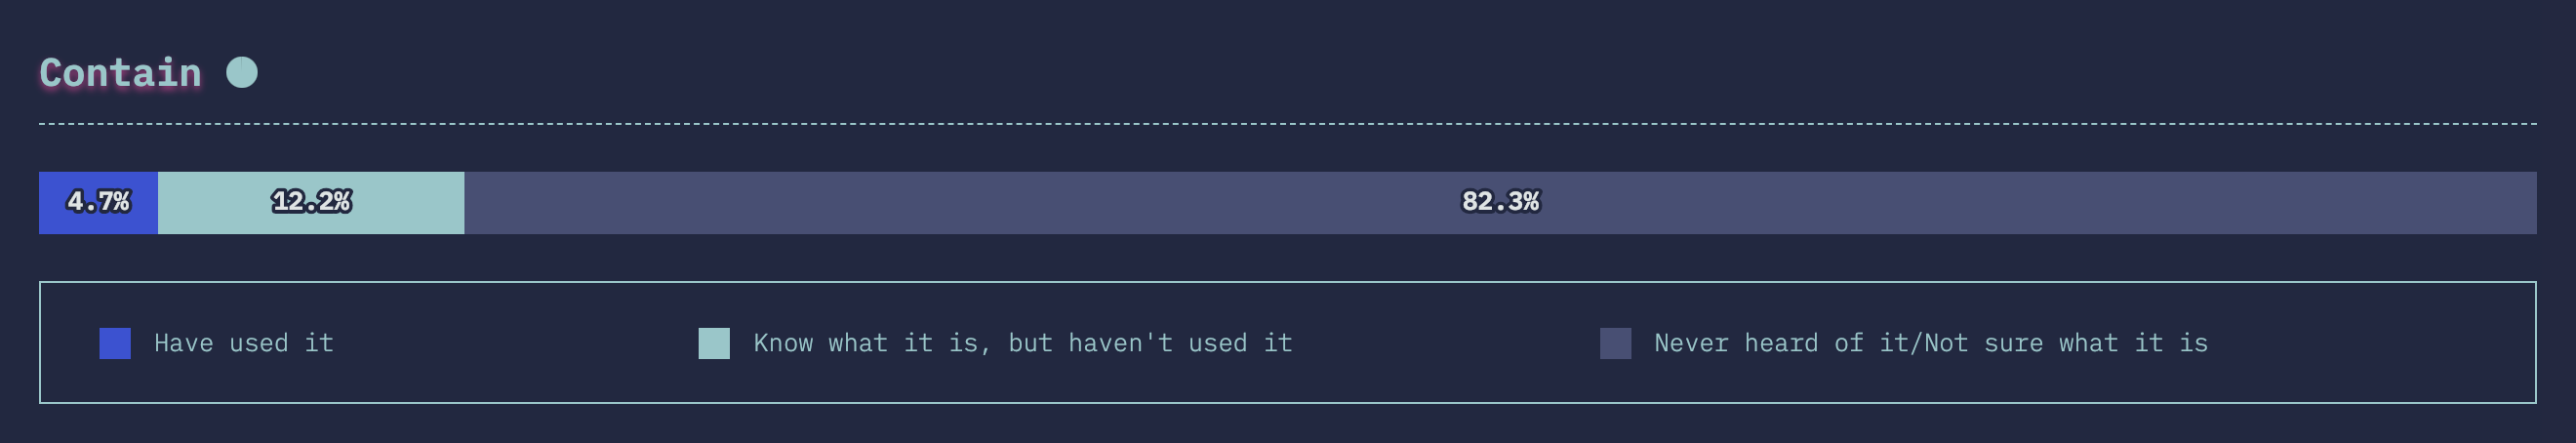 Contain
4.7% 12.2% 82.3%
Have used it Know what it is, but haven't used it Never heard of it/Not sure what it is